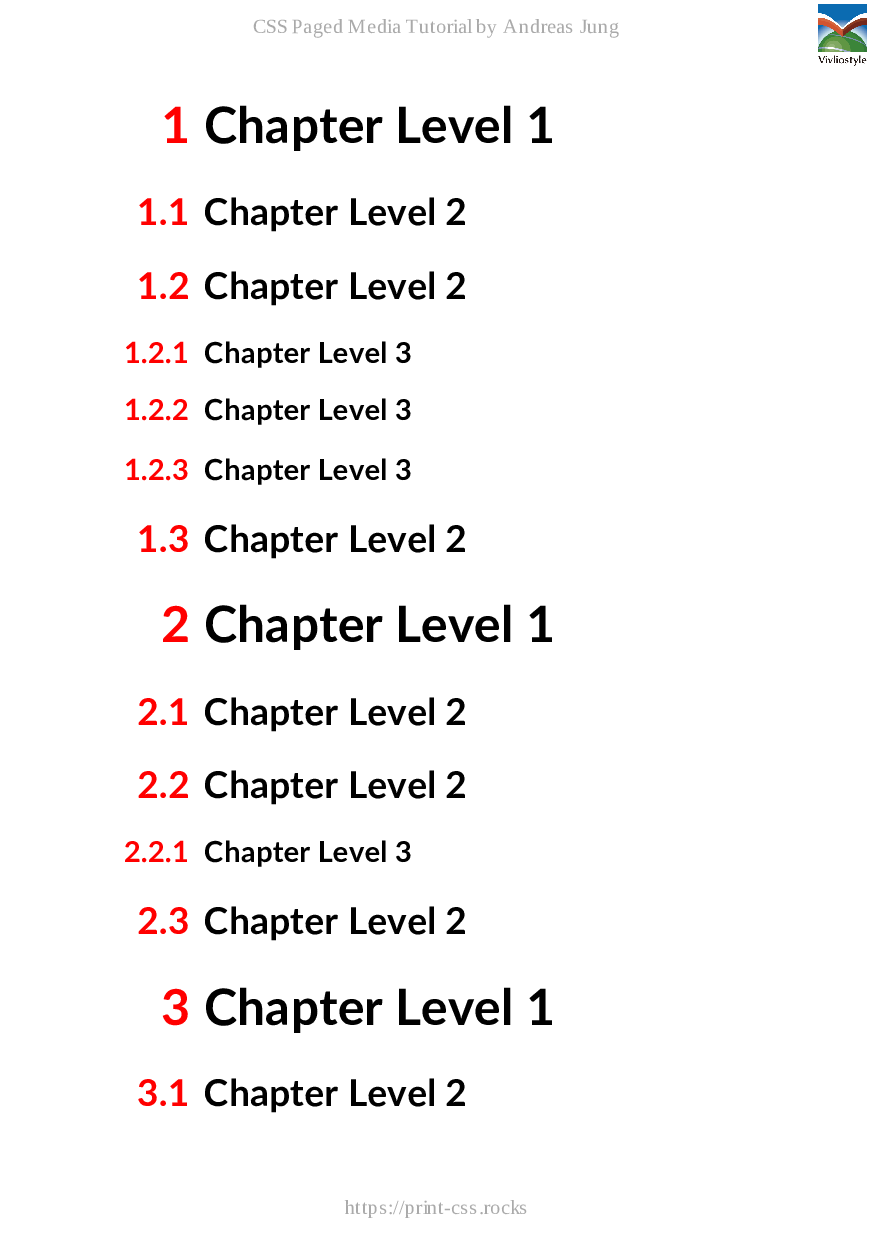 CSS Paged Media Tutorial by Andreas Jung
Vivliostyle
1 Chapter Level 1
1.1 Chapter Level 2
1.2 Chapter Level 2
1.2.1 Chapter Level 3
1.2.2 Chapter Level 3
1.2.3 Chapter Level 3
1.3 Chapter Level 2
2 Chapter Level 1
2.1 Chapter Level 2
2.2 Chapter Level 2
2.2.1 Chapter Level 3
2.3 Chapter Level 2
3 Chapter Level 1
3.1 Chapter Level 2
https://print-css.rocks